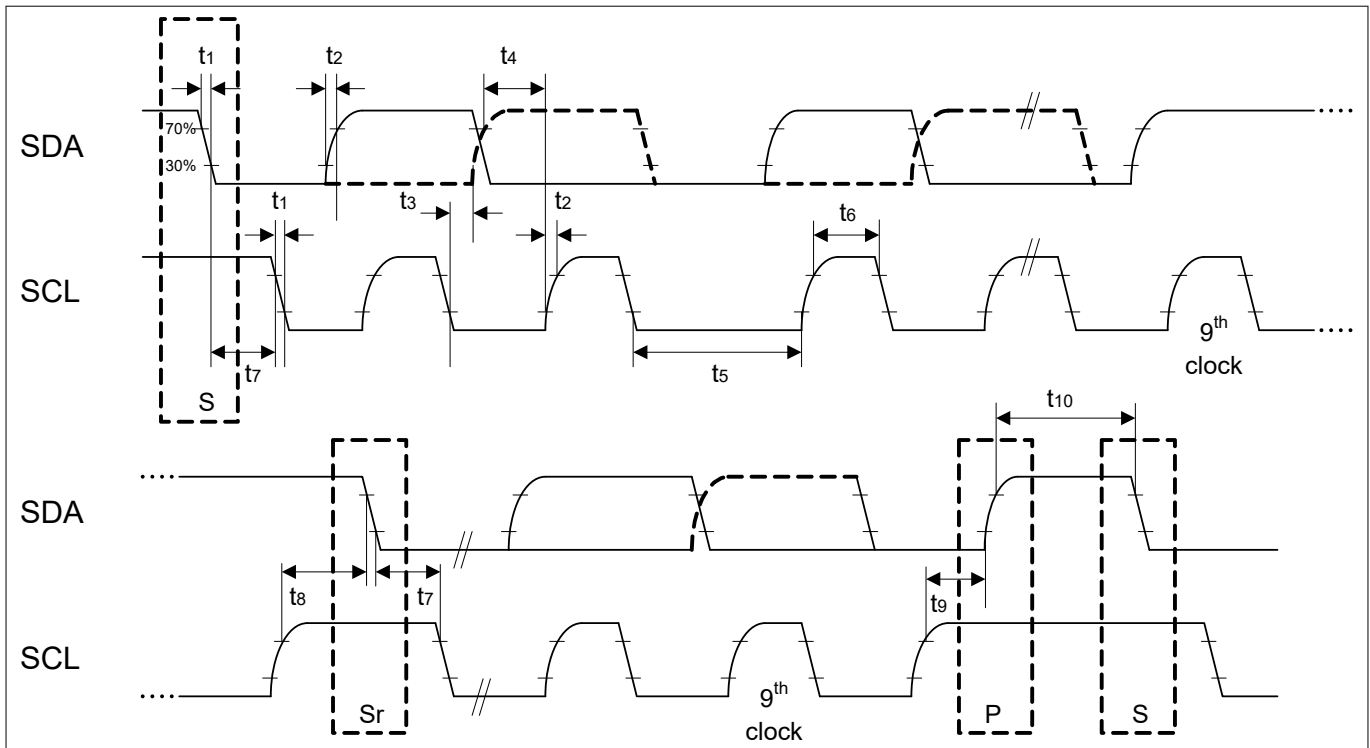 t1 t2 t4
SDA
70%
30%
t1 t3 t2 t6
SCL
t7 t5 9th
clock
S
t10
SDA
t8 t7 t9
SCL
Sr 9th
clock
P S